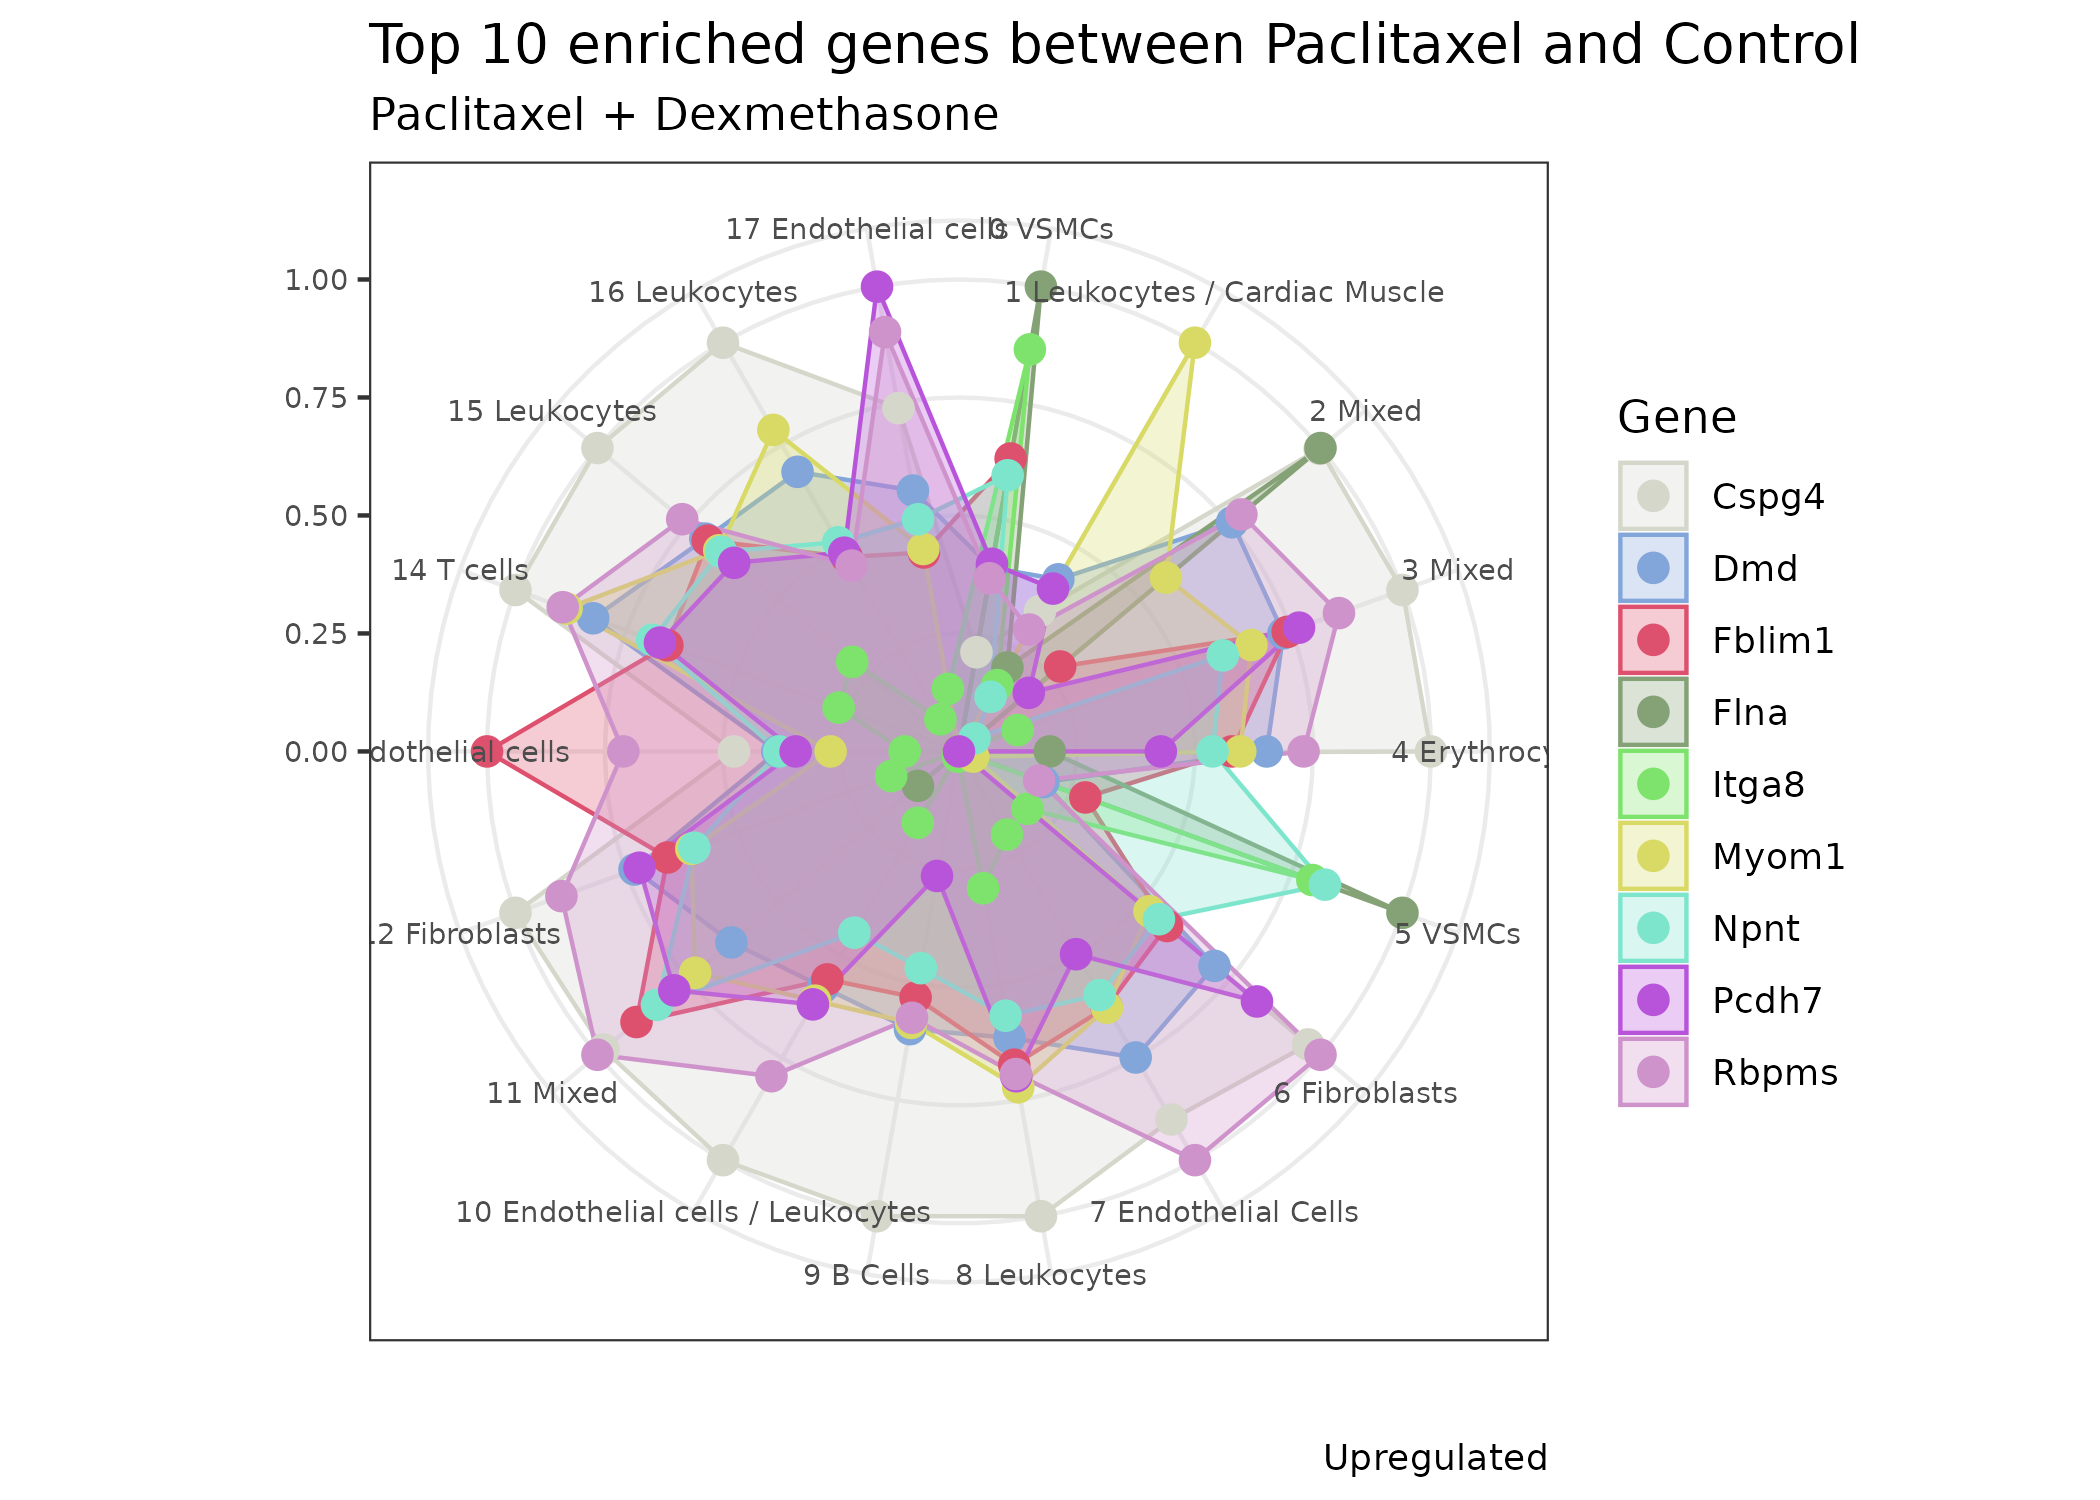 Top 10 enriched genes between Paclitaxel and Control
Paclitaxel + Dexmethasone
17 Endothelial cells
0 VSMCs
16 Leukocytes
1 Leukocytes / Cardiac Muscle
15 Leukocytes
2 Mixed
14 T cells
3 Mixed
dothelial cells
4 Erythrocy
2 Fibroblasts
5 VSMCs
11 Mixed
6 Fibroblasts
10 Endothelial cells / Leukocytes
7 Endothelial Cells
9 B Cells
8 Leukocytes
1.00
0.75
0.50
0.25
0.00
Gene
Cspg4
Dmd
Fblim1
Flna
Itga8
Myom1
Npnt
Pcdh7
Rbpms
Upregulated